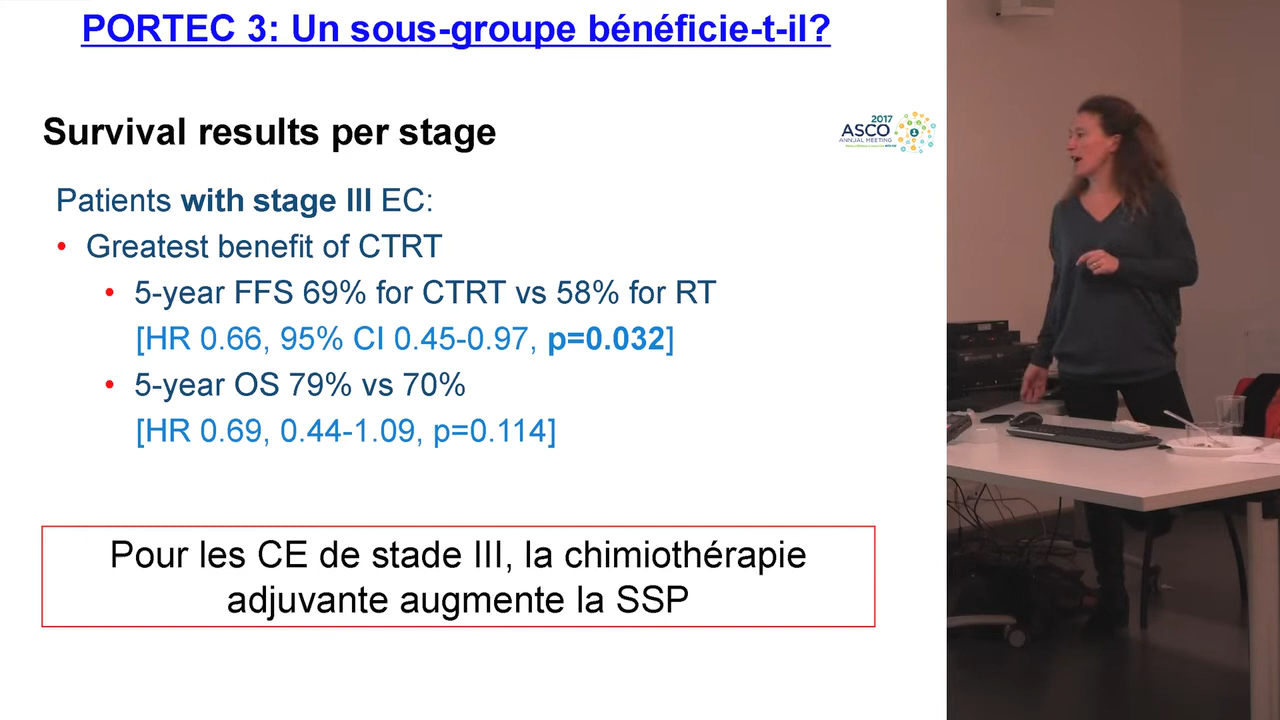 PORTEC 3: Un sous-groupe bénéficie-t-il?
Survival results per stage
2017
ASCO
ANNUAL MEETING
Patients with stage III EC:
• Greatest benefit of CTRT
• 5-year FFS 69% for CTRT vs 58% for RT
[HR 0.66, 95% CI 0.45-0.97, p=0.032]
• 5-year OS 79% vs 70%
[HR 0.69, 0.44-1.09, p=0.114]
Pour les CE de stade III, la chimiothérapie
adjuvante augmente la SSP